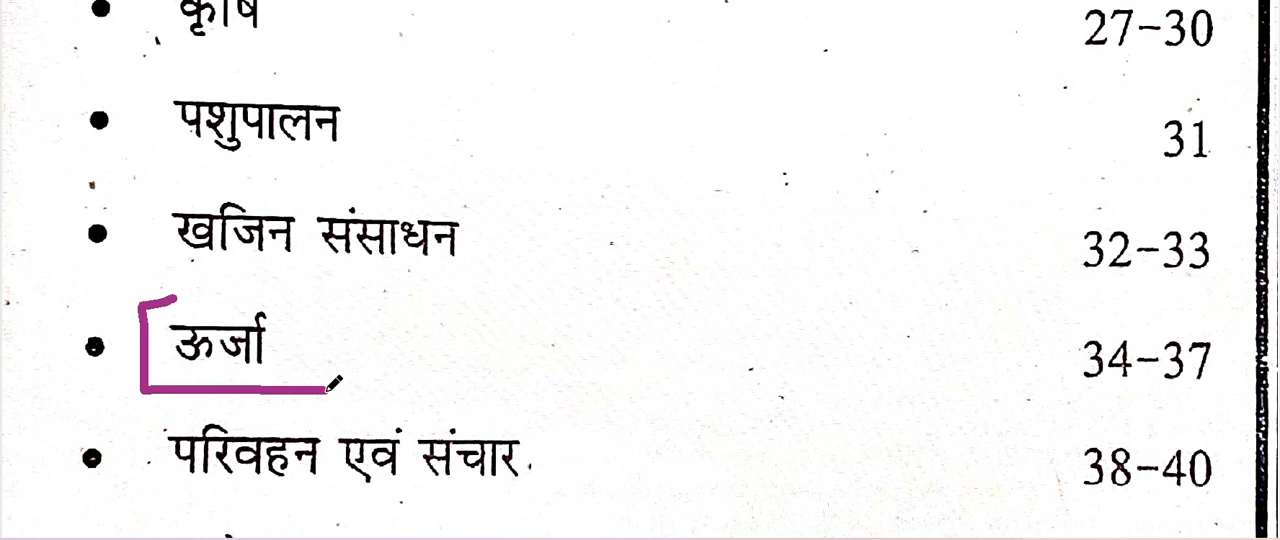 • कृषि 27-30
• पशुपालन 31
• खजिन संसाधन 32-33
• ऊर्जा 34-37
• परिवहन एवं संचार 38-40